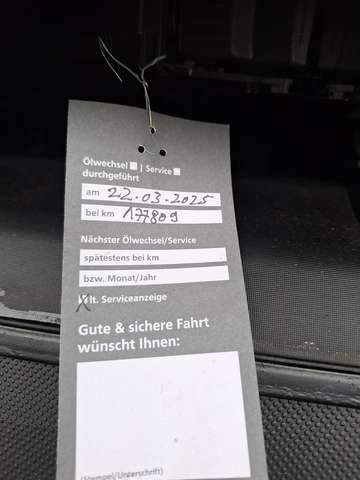 Ölwechsel | Service
durchgeführt
am 22.03.2025
bei km 177809
Nächster Ölwechsel/Service
spätestens bei km
bzw. Monat/Jahr
X lt. Serviceanzeige
Gute & sichere Fahrt
wünscht Ihnen:
(Stempel/Unterschrift)